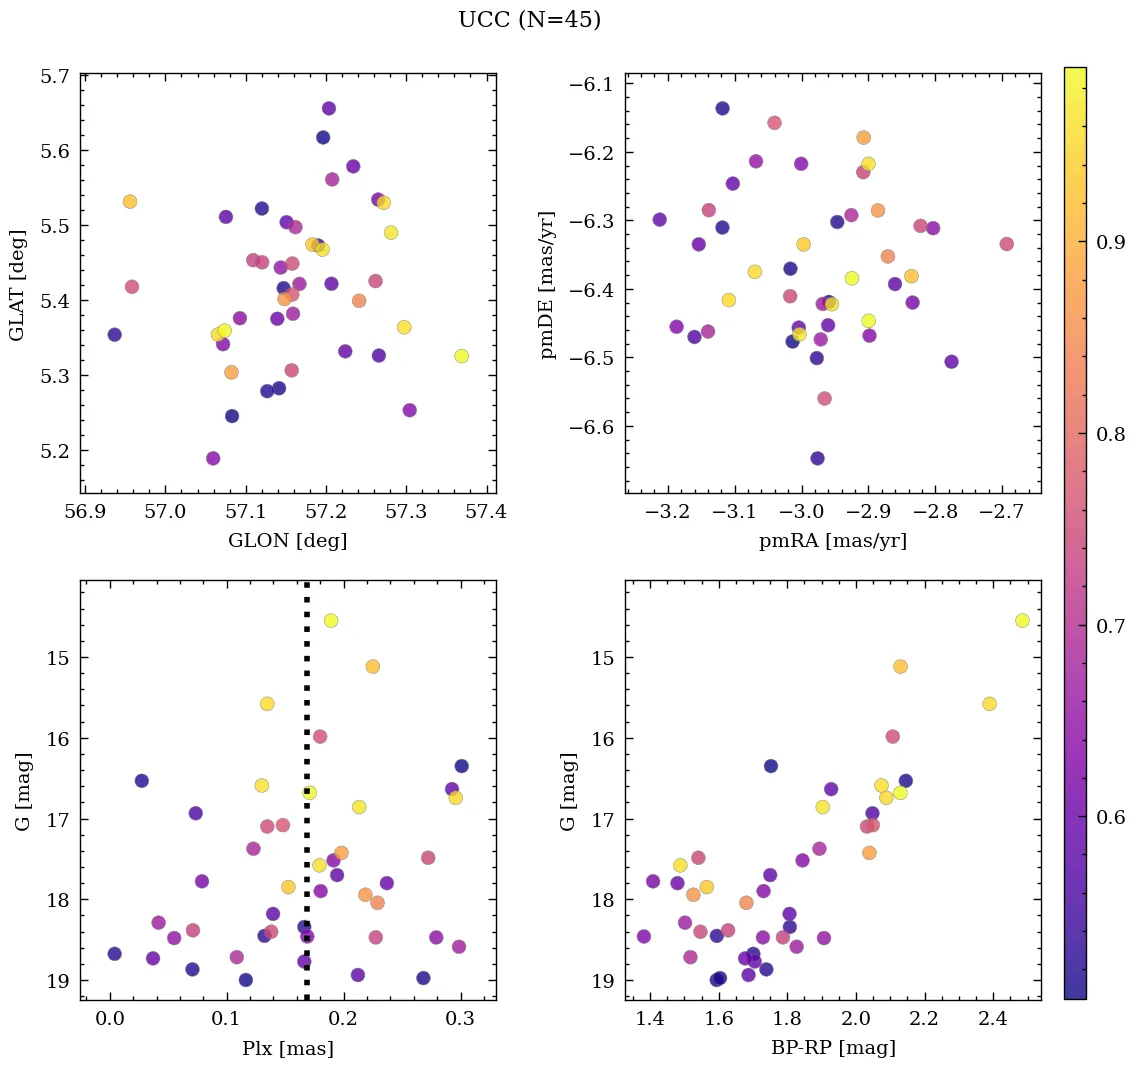 UCC (N=45)
5.7
5.6
5.5
5.4
5.3
5.2
GLAT [deg]
56.9 57.0 57.1 57.2 57.3 57.4
GLON [deg]
−6.1
−6.2
−6.3
−6.4
−6.5
−6.6
pmDE [mas/yr]
−3.2 −3.1 −3.0 −2.9 −2.8 −2.7
pmRA [mas/yr]
0.9
0.8
0.7
0.6
15
16
17
18
19
G [mag]
0.0 0.1 0.2 0.3
Plx [mas]
15
16
17
18
19
G [mag]
1.4 1.6 1.8 2.0 2.2 2.4
BP-RP [mag]